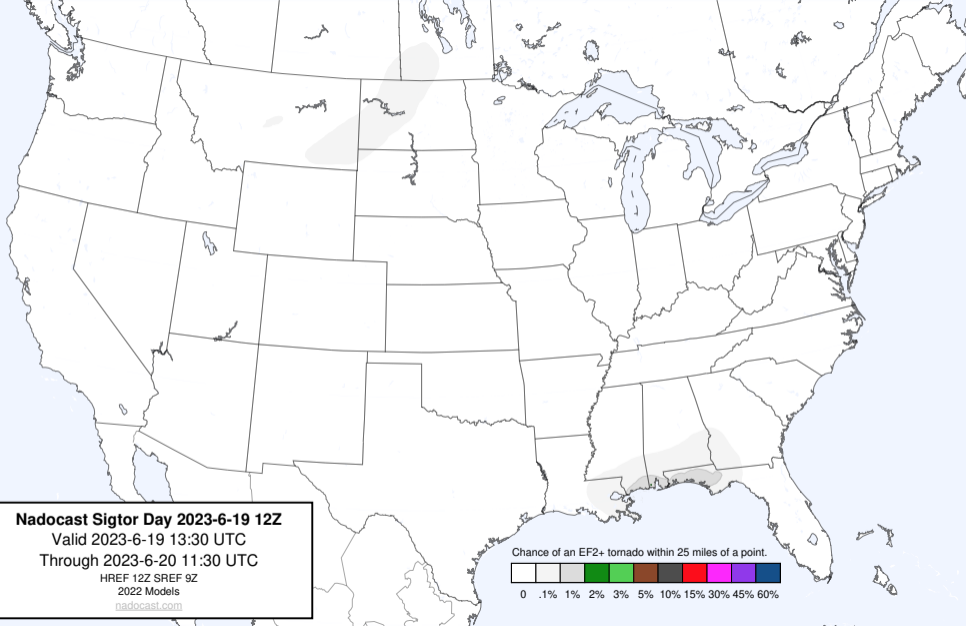 Nadocast Sigtor Day 2023-6-19 12Z
Valid 2023-6-19 13:30 UTC
Through 2023-6-20 11:30 UTC
HREF 12Z SREF 9Z
2022 Models
nadocast.com
Chance of an EF2+ tornado within 25 miles of a point.
0 .1% 1% 2% 3% 5% 10% 15% 30% 45% 60%